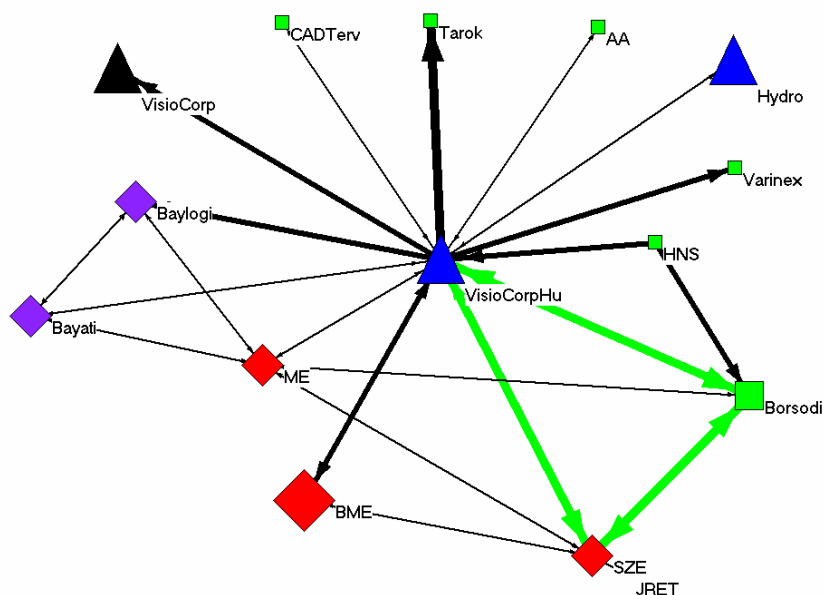 CADTerv
Tarok
AA
VisioCorp
Hydro
Varinex
Baylogi
HNS
VisioCorpHu
Bayati
ME
Borsodi
BME
SZE
JRET